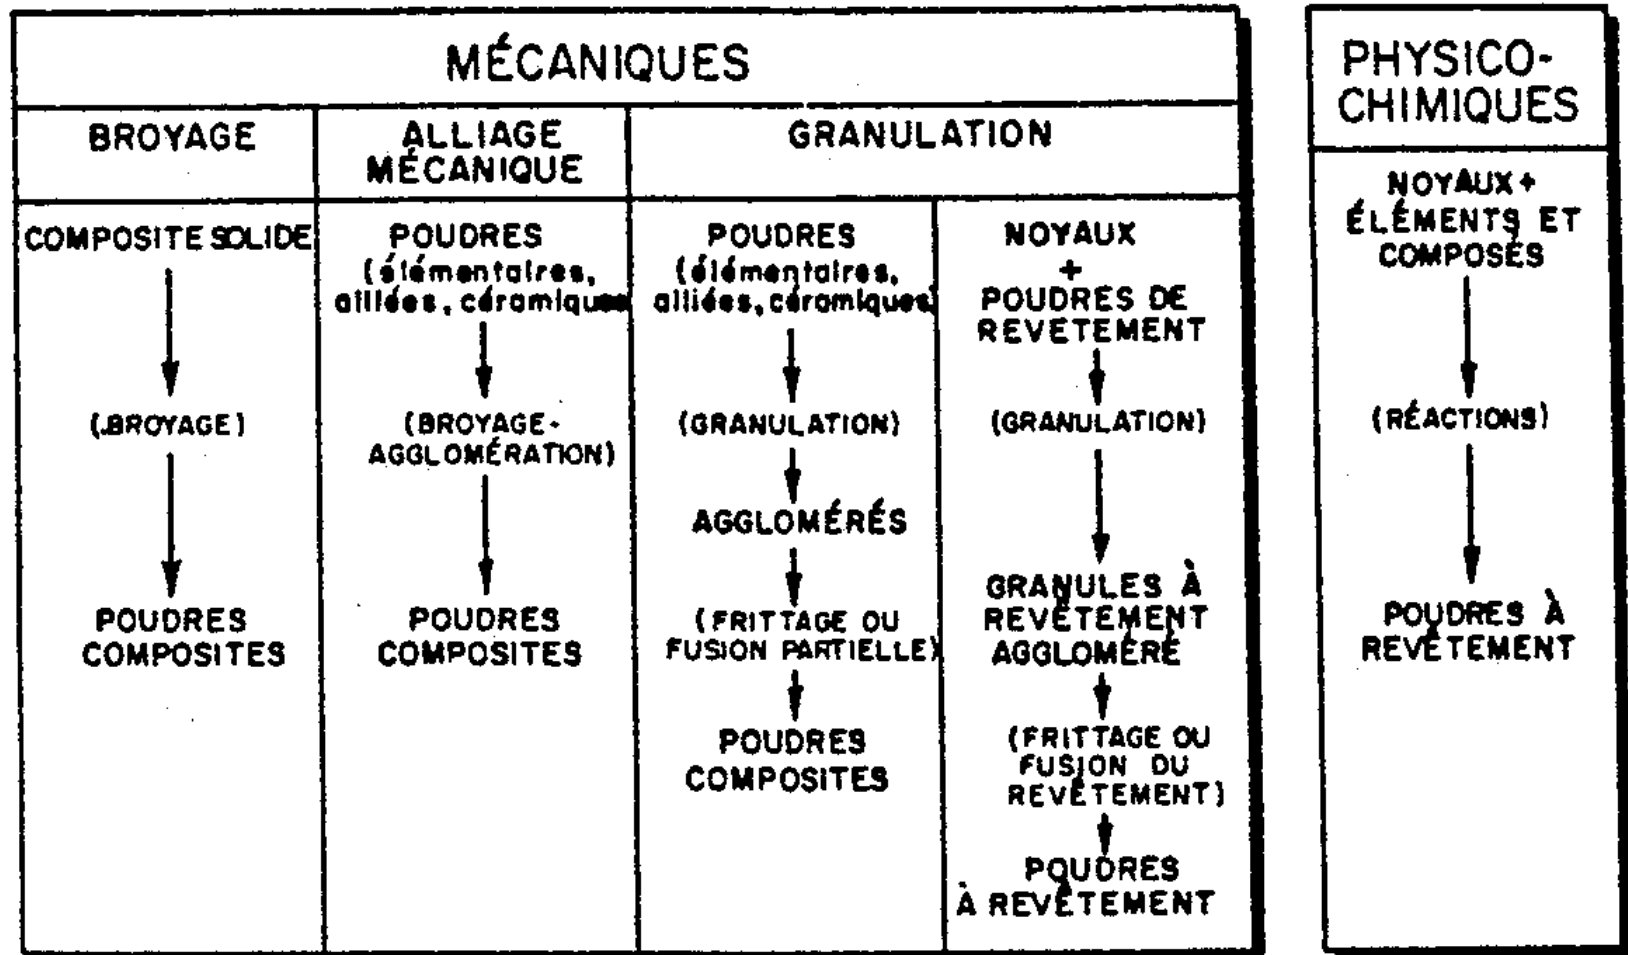 MÉCANIQUES
BROYAGE
COMPOSITE SOLIDE
(BROYAGE)
POUDRES
COMPOSITES
ALLIAGE
MÉCANIQUE
POUDRES
(élémentaires,
alliées, céramiques
(BROYAGE-
AGGLOMÉRATION)
POUDRES
COMPOSITES
GRANULATION
POUDRES
(élémentaires,
alliées, céramiques)
(GRANULATION)
AGGLOMÉRÉS
(FRITTAGE OU
FUSION PARTIELLE)
POUDRES
COMPOSITES
NOYAUX
+
POUDRES DE
REVETEMENT
(GRANULATION)
GRANULES À
REVÊTEMENT
AGGLOMÉRÉ
(FRITTAGE OU
FUSION DU
REVÊTEMENT)
POUDRES
À REVÊTEMENT
PHYSICO-
CHIMIQUES
NOYAUX +
ÉLÉMENTS ET
COMPOSÉS
(RÉACTIONS)
POUDRES À
REVÊTEMENT